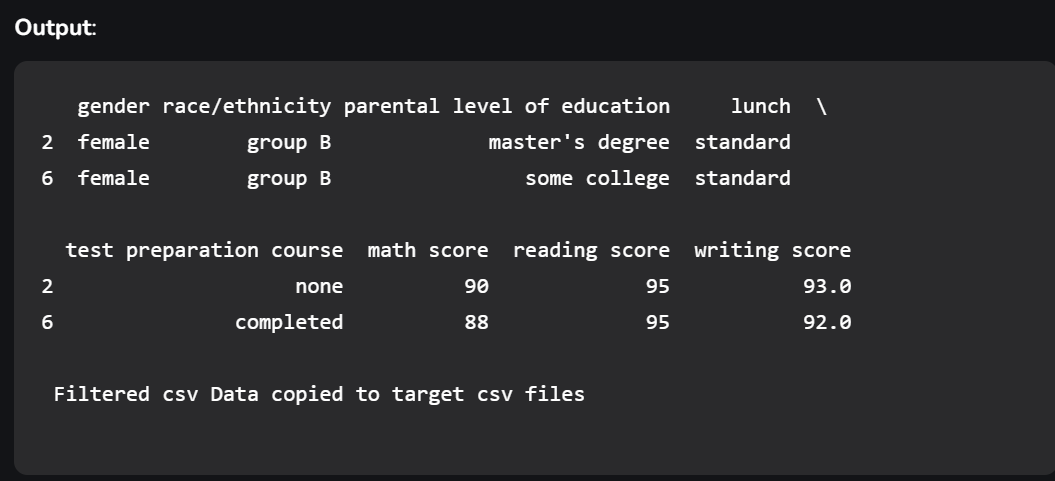 Output:
gender race/ethnicity parental level of education lunch \
2 female group B master's degree standard
6 female group B some college standard
test preparation course math score reading score writing score
2 none 90 95 93.0
6 completed 88 95 92.0
Filtered csv Data copied to target csv files